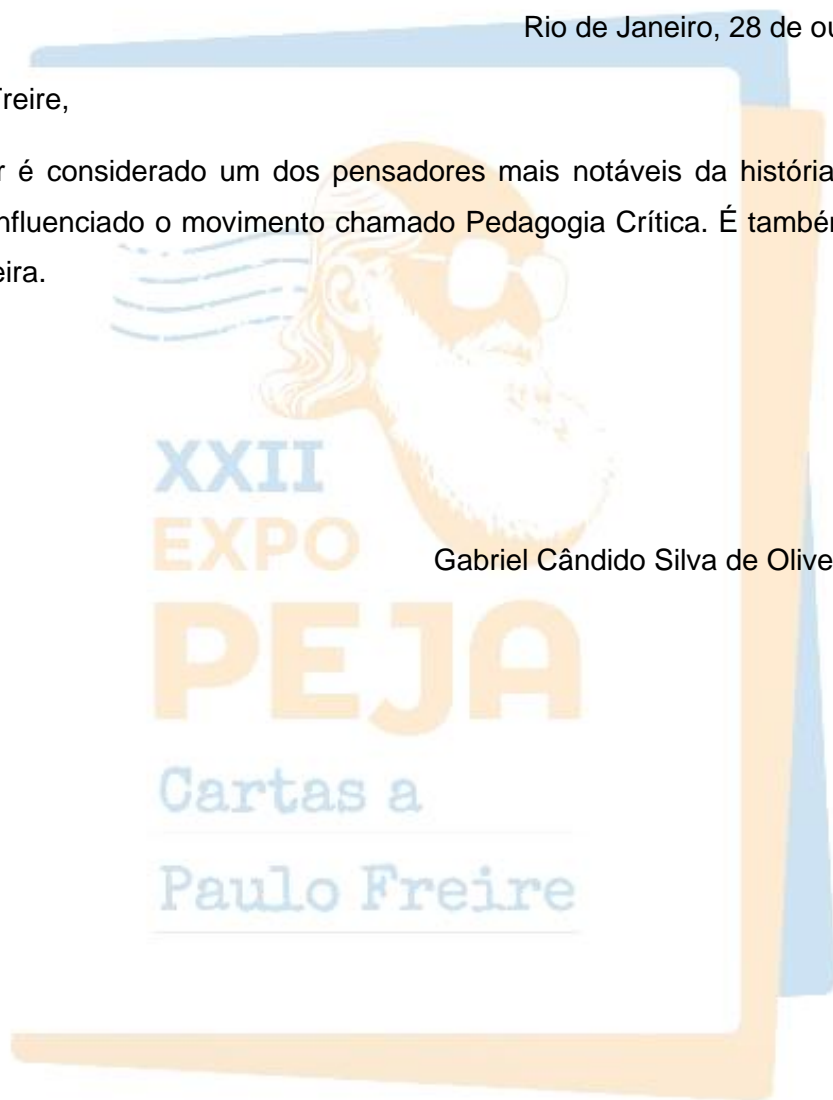 Rio de Janeiro, 28 de ou
reire,
r é considerado um dos pensadores mais notáveis da história
nfluenciado o movimento chamado Pedagogia Crítica. É també
eira.
XXII
EXPO
Gabriel Cândido Silva de Olive
PEJA
Cartas a
Paulo Freire